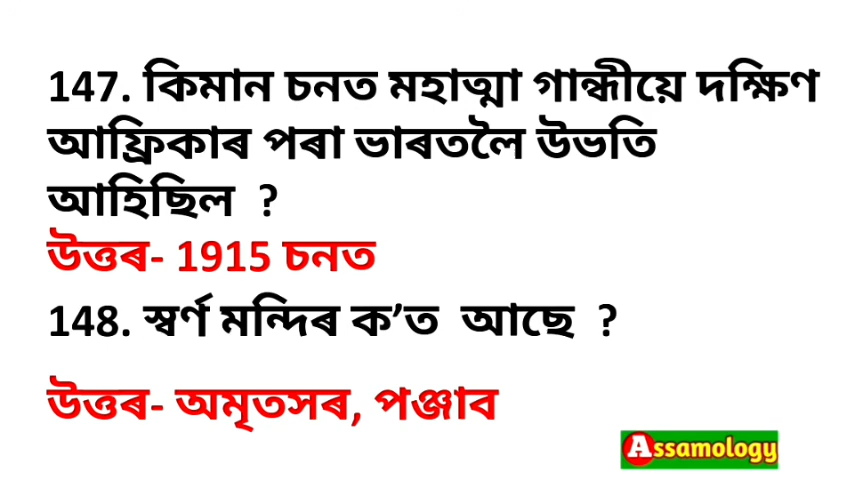 147. কিমান চনত মহাত্মা গান্ধীয়ে দক্ষিণ
আফ্ৰিকাৰ পৰা ভাৰতলৈ উভতি
আহিছিল ?
উত্তৰ- 1915 চনত
148. স্বৰ্ণ মন্দিৰ ক’ত আছে ?
উত্তৰ- অমৃতসৰ, পঞ্জাব
Assamology